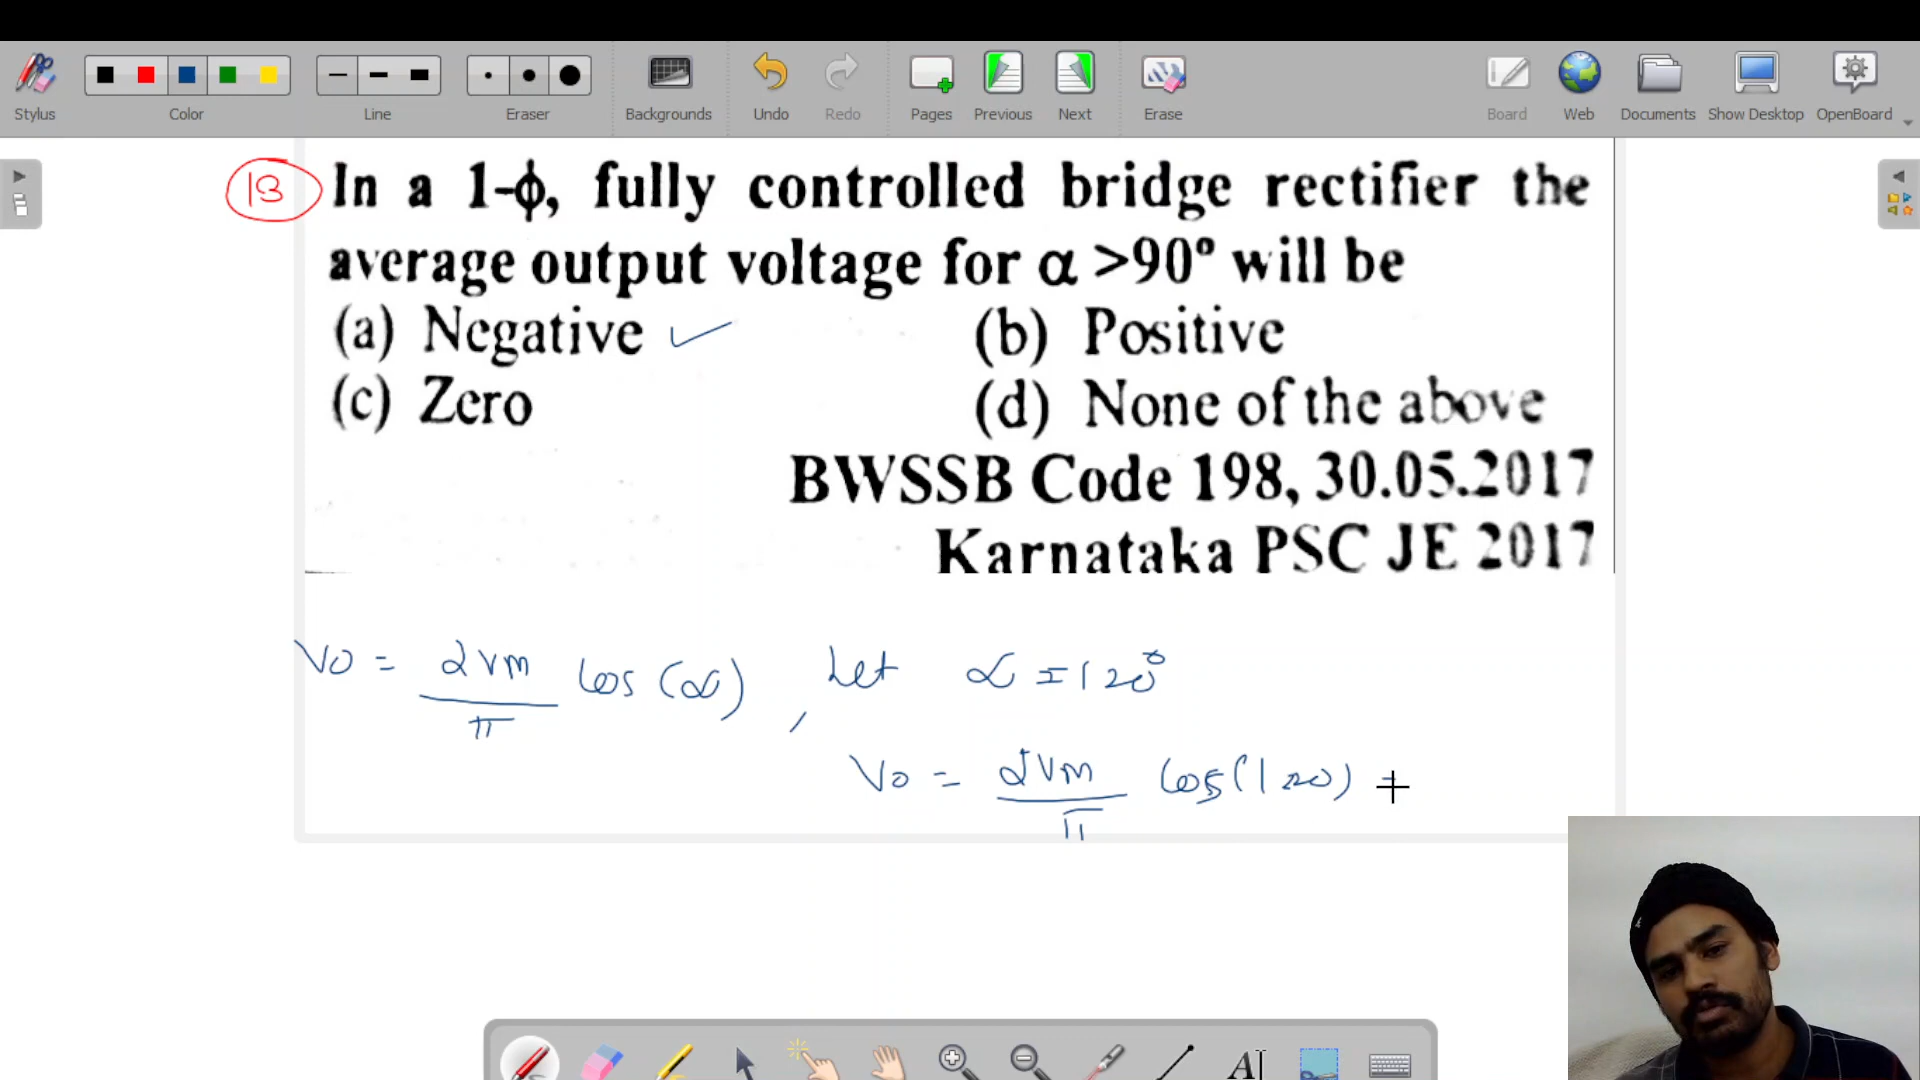 Stylus Color Line Eraser Backgrounds Undo Redo Pages Previous Next Erase Board Web Documents Show Desktop OpenBoard
13 In a 1-ϕ, fully controlled bridge rectifier the
average output voltage for α >90º will be
(a) Negative ✓ (b) Positive
(c) Zero (d) None of the above
BWSSB Code 198, 30.05.2017
Karnataka PSC JE 2017
Vo = 2Vm/π cos(α), Let α = 120°
Vo = 2Vm/π cos(120) =